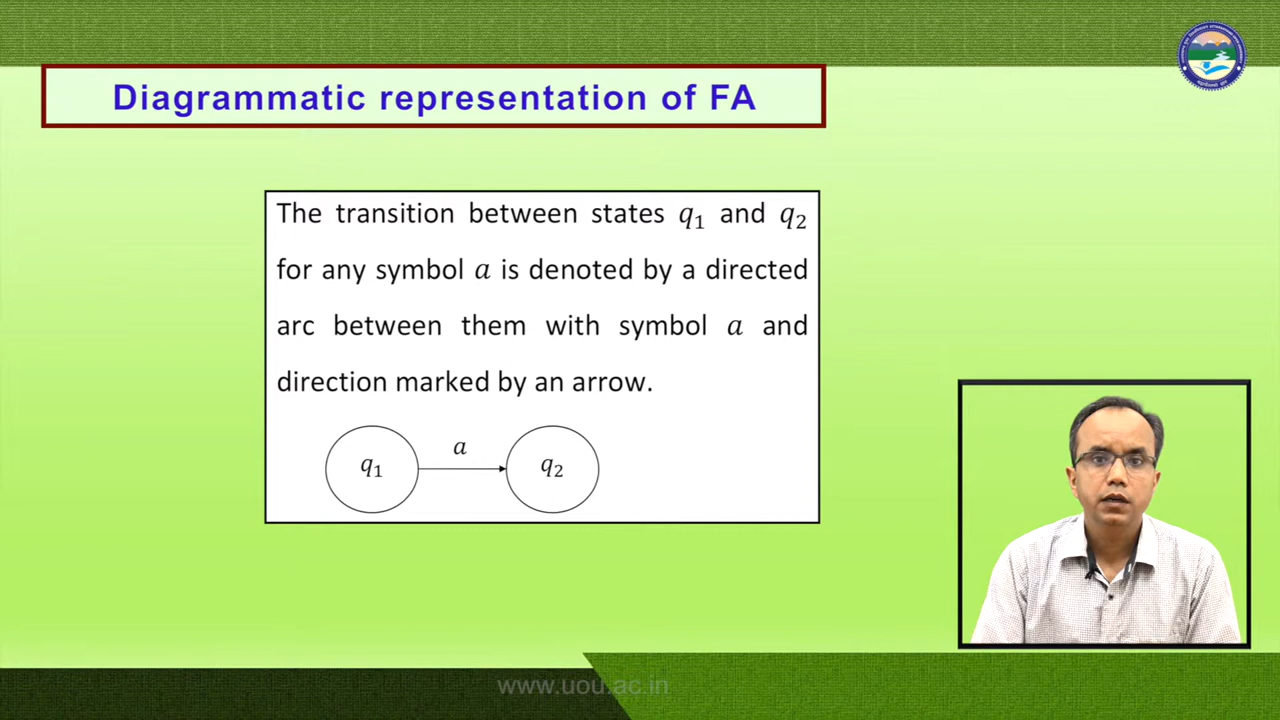 Diagrammatic representation of FA
The transition between states q₁ and q₂
for any symbol a is denoted by a directed
arc between them with symbol a and
direction marked by an arrow.
a
q₁ q₂
www.uou.ac.in